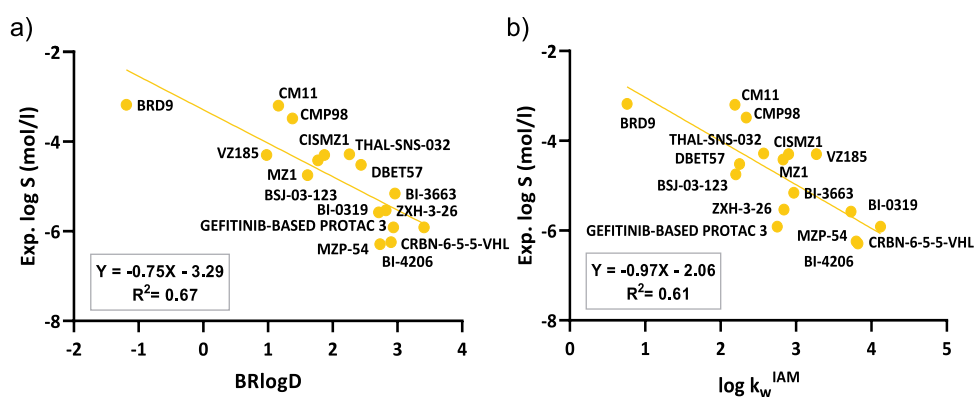 a)
Exp. log S (mol/l)
-2
-4
-6
-8
BRD9
CM11
CMP98
VZ185
CISMZ1
THAL-SNS-032
MZ1
DBET57
BSJ-03-123
BI-3663
BI-0319
ZXH-3-26
GEFITINIB-BASED PROTAC 3
MZP-54
CRBN-6-5-5-VHL
BI-4206
Y = -0.75X - 3.29
R²= 0.67
-2 -1 0 1 2 3 4
BRlogD
b)
Exp. log S (mol/l)
-2
-4
-6
-8
BRD9
CM11
CMP98
THAL-SNS-032
CISMZ1
DBET57
VZ185
MZ1
BSJ-03-123
BI-3663
ZXH-3-26
BI-0319
GEFITINIB-BASED PROTAC 3
MZP-54
CRBN-6-5-5-VHL
BI-4206
Y = -0.97X - 2.06
R²= 0.61
0 1 2 3 4 5
log kw^IAM